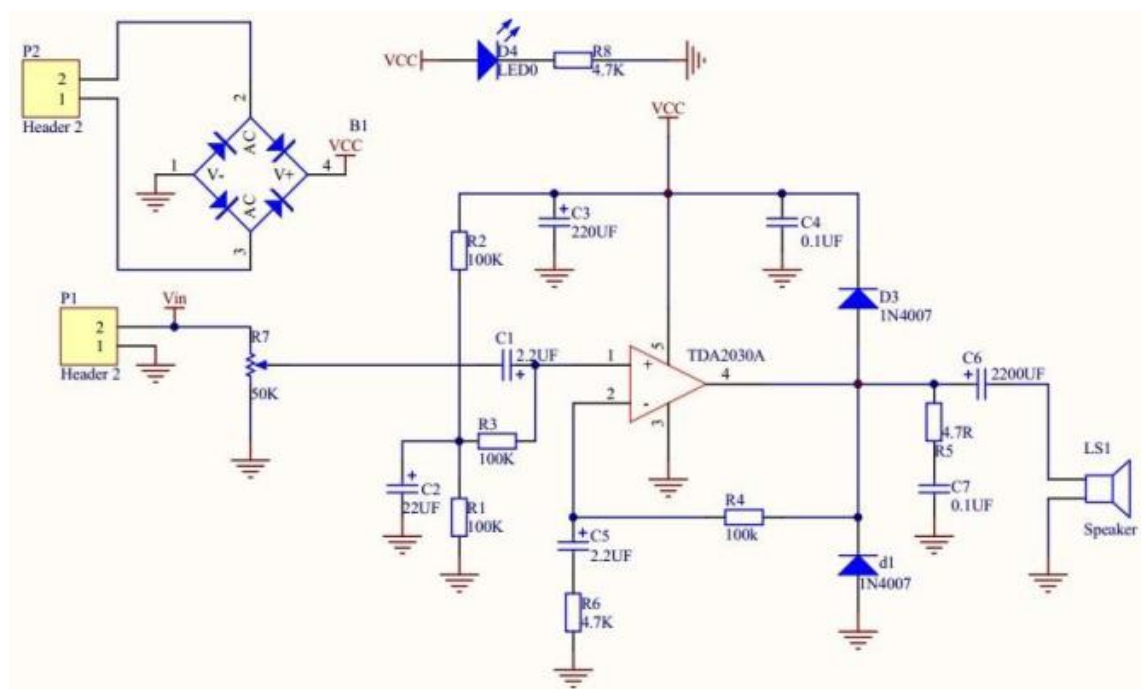 P2
2
1
Header 2
2
AC
B1
VCC
1
V-
V+
4
AC
3
VCC
D4
LED0
R8
4.7K
VCC
R2
100K
+
C3
220UF
C4
0.1UF
D3
1N4007
P1
2
1
Header 2
Vin
R7
50K
C1
2.2UF
+
1
+
5
TDA2030A
4
2
-
3
C6
+
2200UF
R3
100K
+
C2
22UF
R1
100K
4.7R
R5
C7
0.1UF
LS1
Speaker
R4
100k
+
C5
2.2UF
R6
4.7K
d1
1N4007